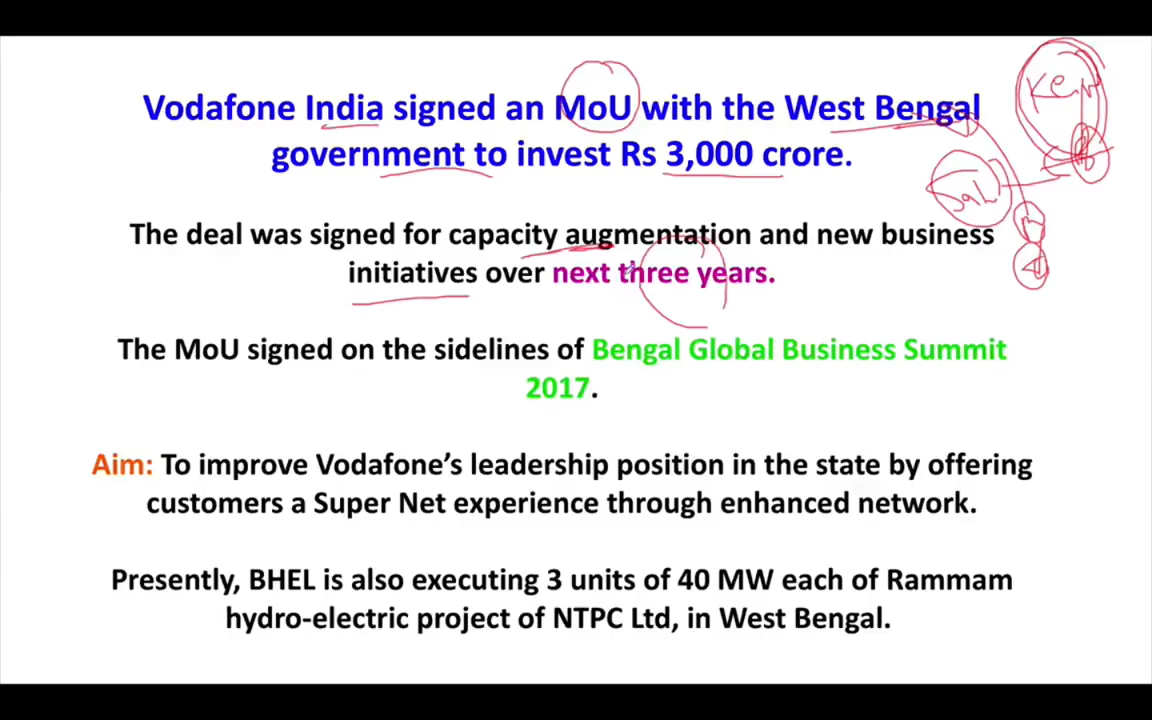 Vodafone India signed an MoU with the West Bengal
government to invest Rs 3,000 crore.
The deal was signed for capacity augmentation and new business
initiatives over next three years.
The MoU signed on the sidelines of Bengal Global Business Summit
2017.
Aim: To improve Vodafone’s leadership position in the state by offering
customers a Super Net experience through enhanced network.
Presently, BHEL is also executing 3 units of 40 MW each of Rammam
hydro-electric project of NTPC Ltd, in West Bengal.